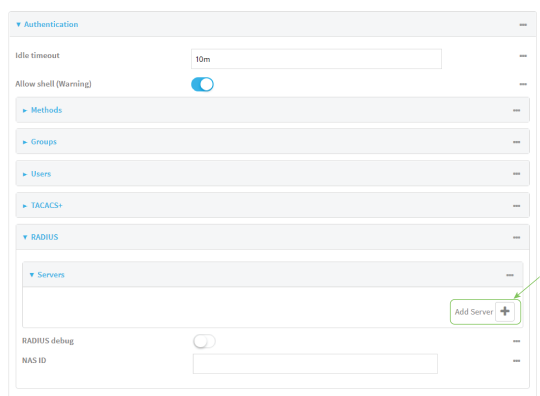 Authentication
Idle timeout
10m
Allow shell (Warning)
Methods
Groups
Users
TACACS+
RADIUS
Servers
Add Server
RADIUS debug
NAS ID